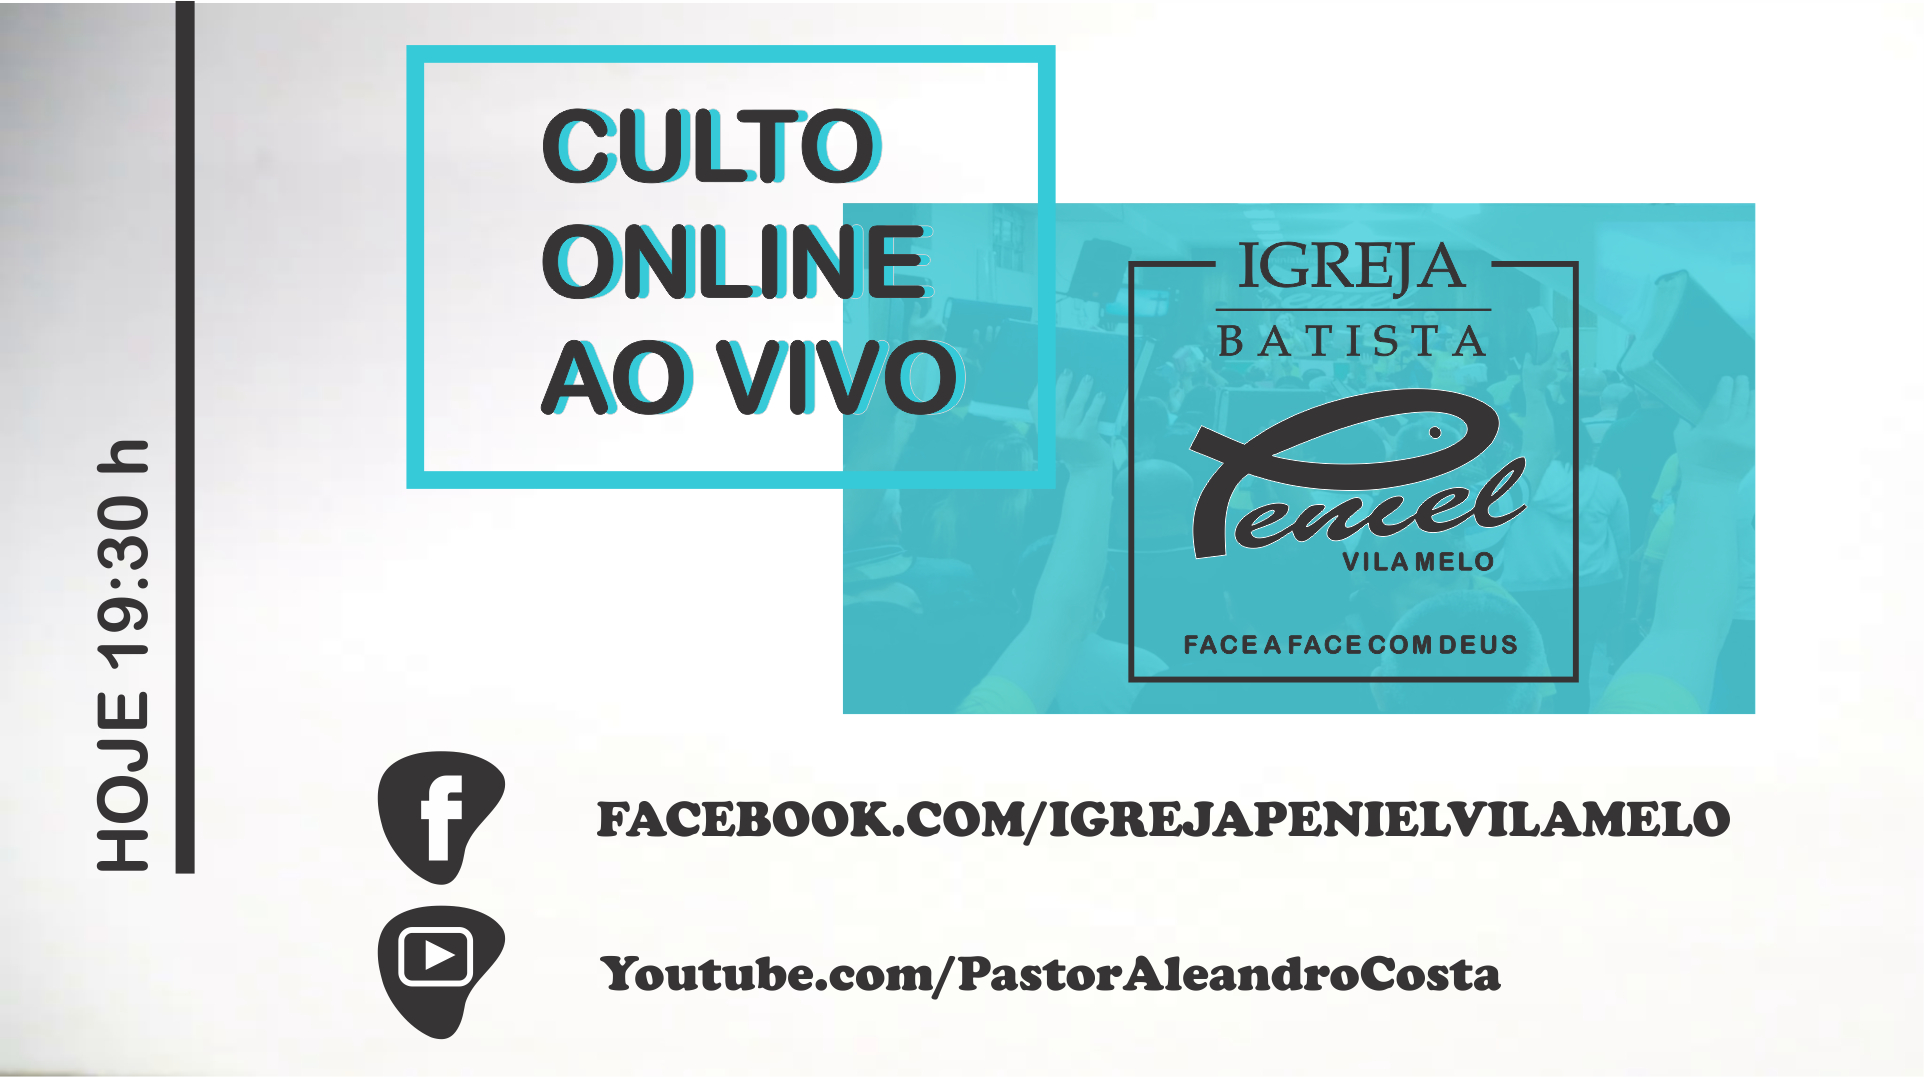 CULTO
ONLINE
AO VIVO
IGREJA
BATISTA
Peniel
VILA MELO
FACE A FACE COM DEUS
HOJE 19:30 h
FACEBOOK.COM/IGREJAPENIELVILAMELO
Youtube.com/PastorAleandroCosta